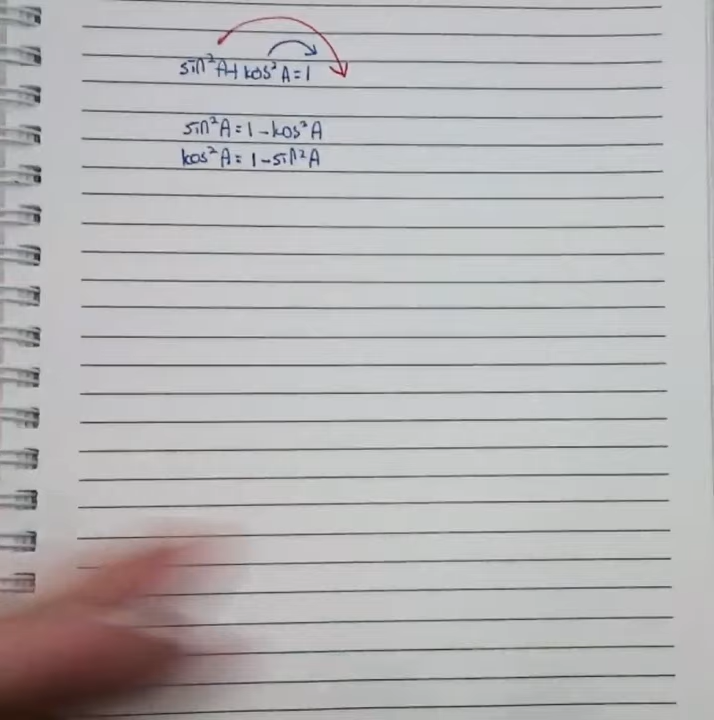 sin²A + kos²A = 1
sin²A = 1 - kos²A
kos²A = 1 - sin²A